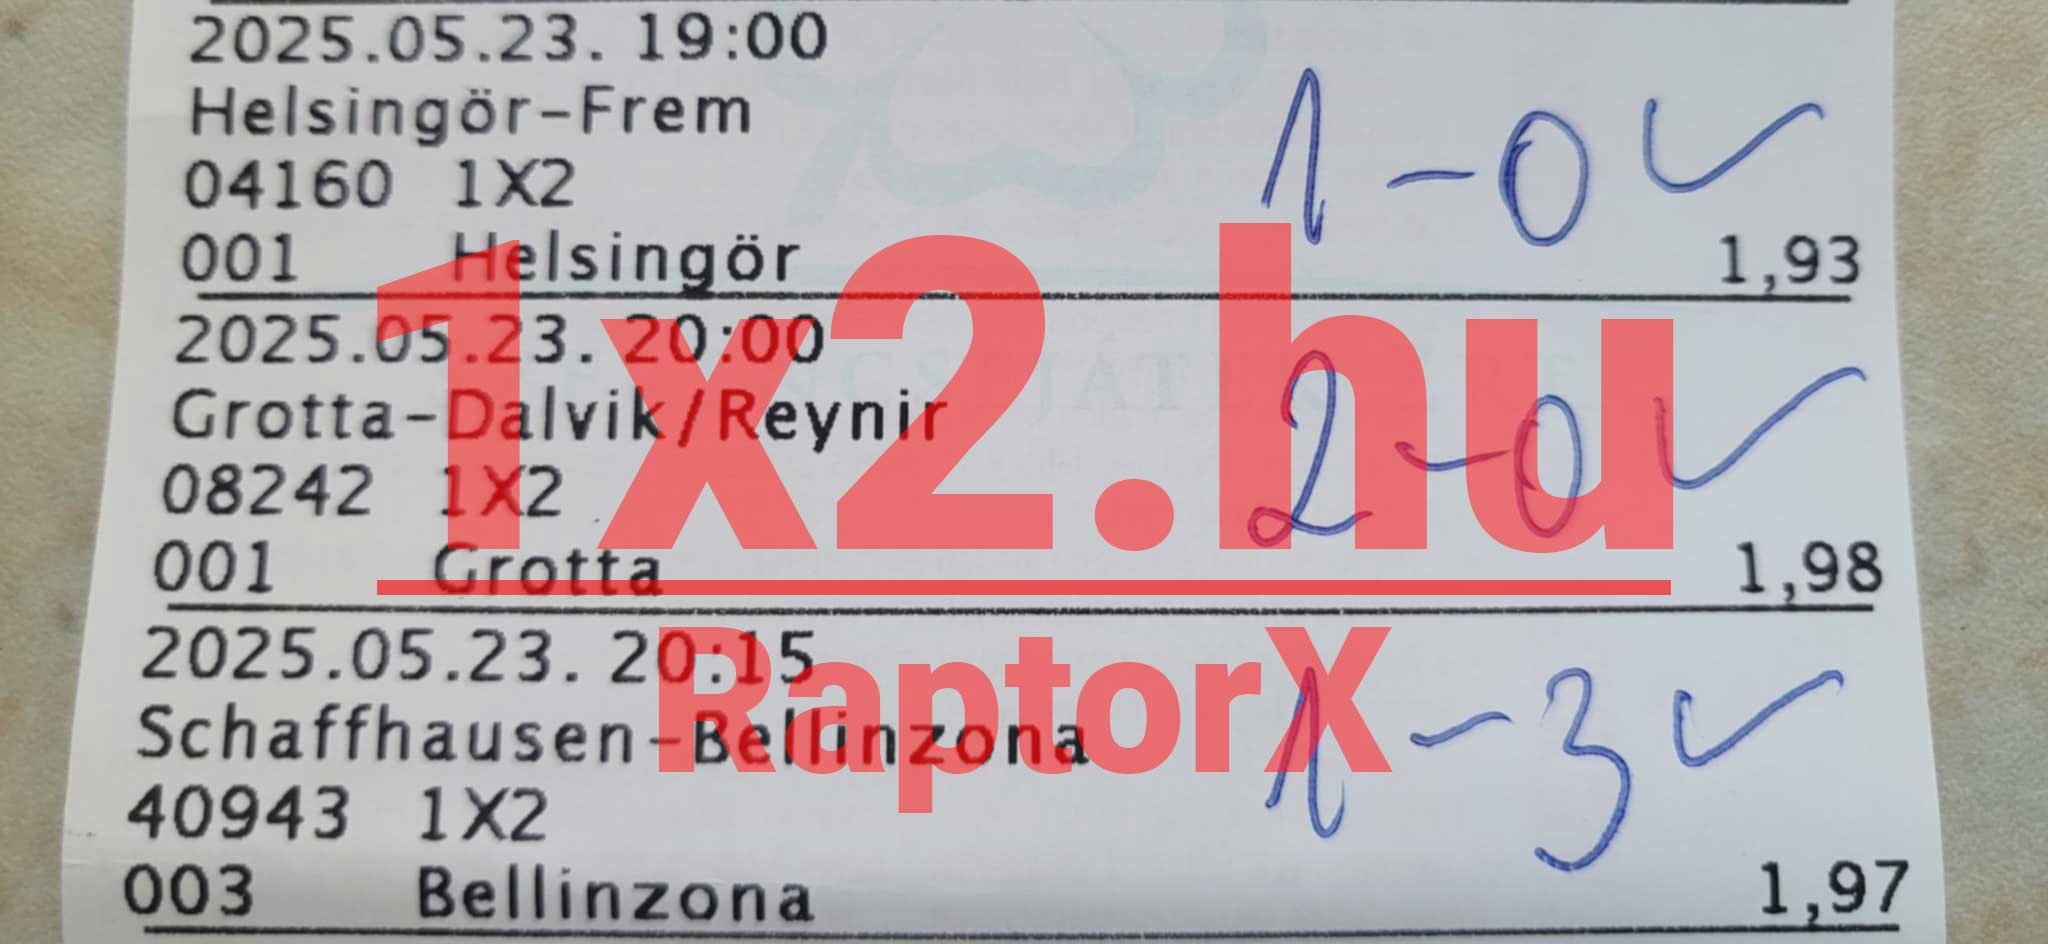 2025.05.23. 19:00
Helsingör-Frem
1-0 ✓
04160 1X2
001 Helsingör 1,93
2025.05.23. 20:00
Grotta-Dalvik/Reynir
2-0 ✓
08242 1X2
001 Grotta 1,98
1x2.hu
2025.05.23. 20:15
RaptorX
Schaffhausen-Bellinzona
1-3 ✓
40943 1X2
003 Bellinzona 1,97